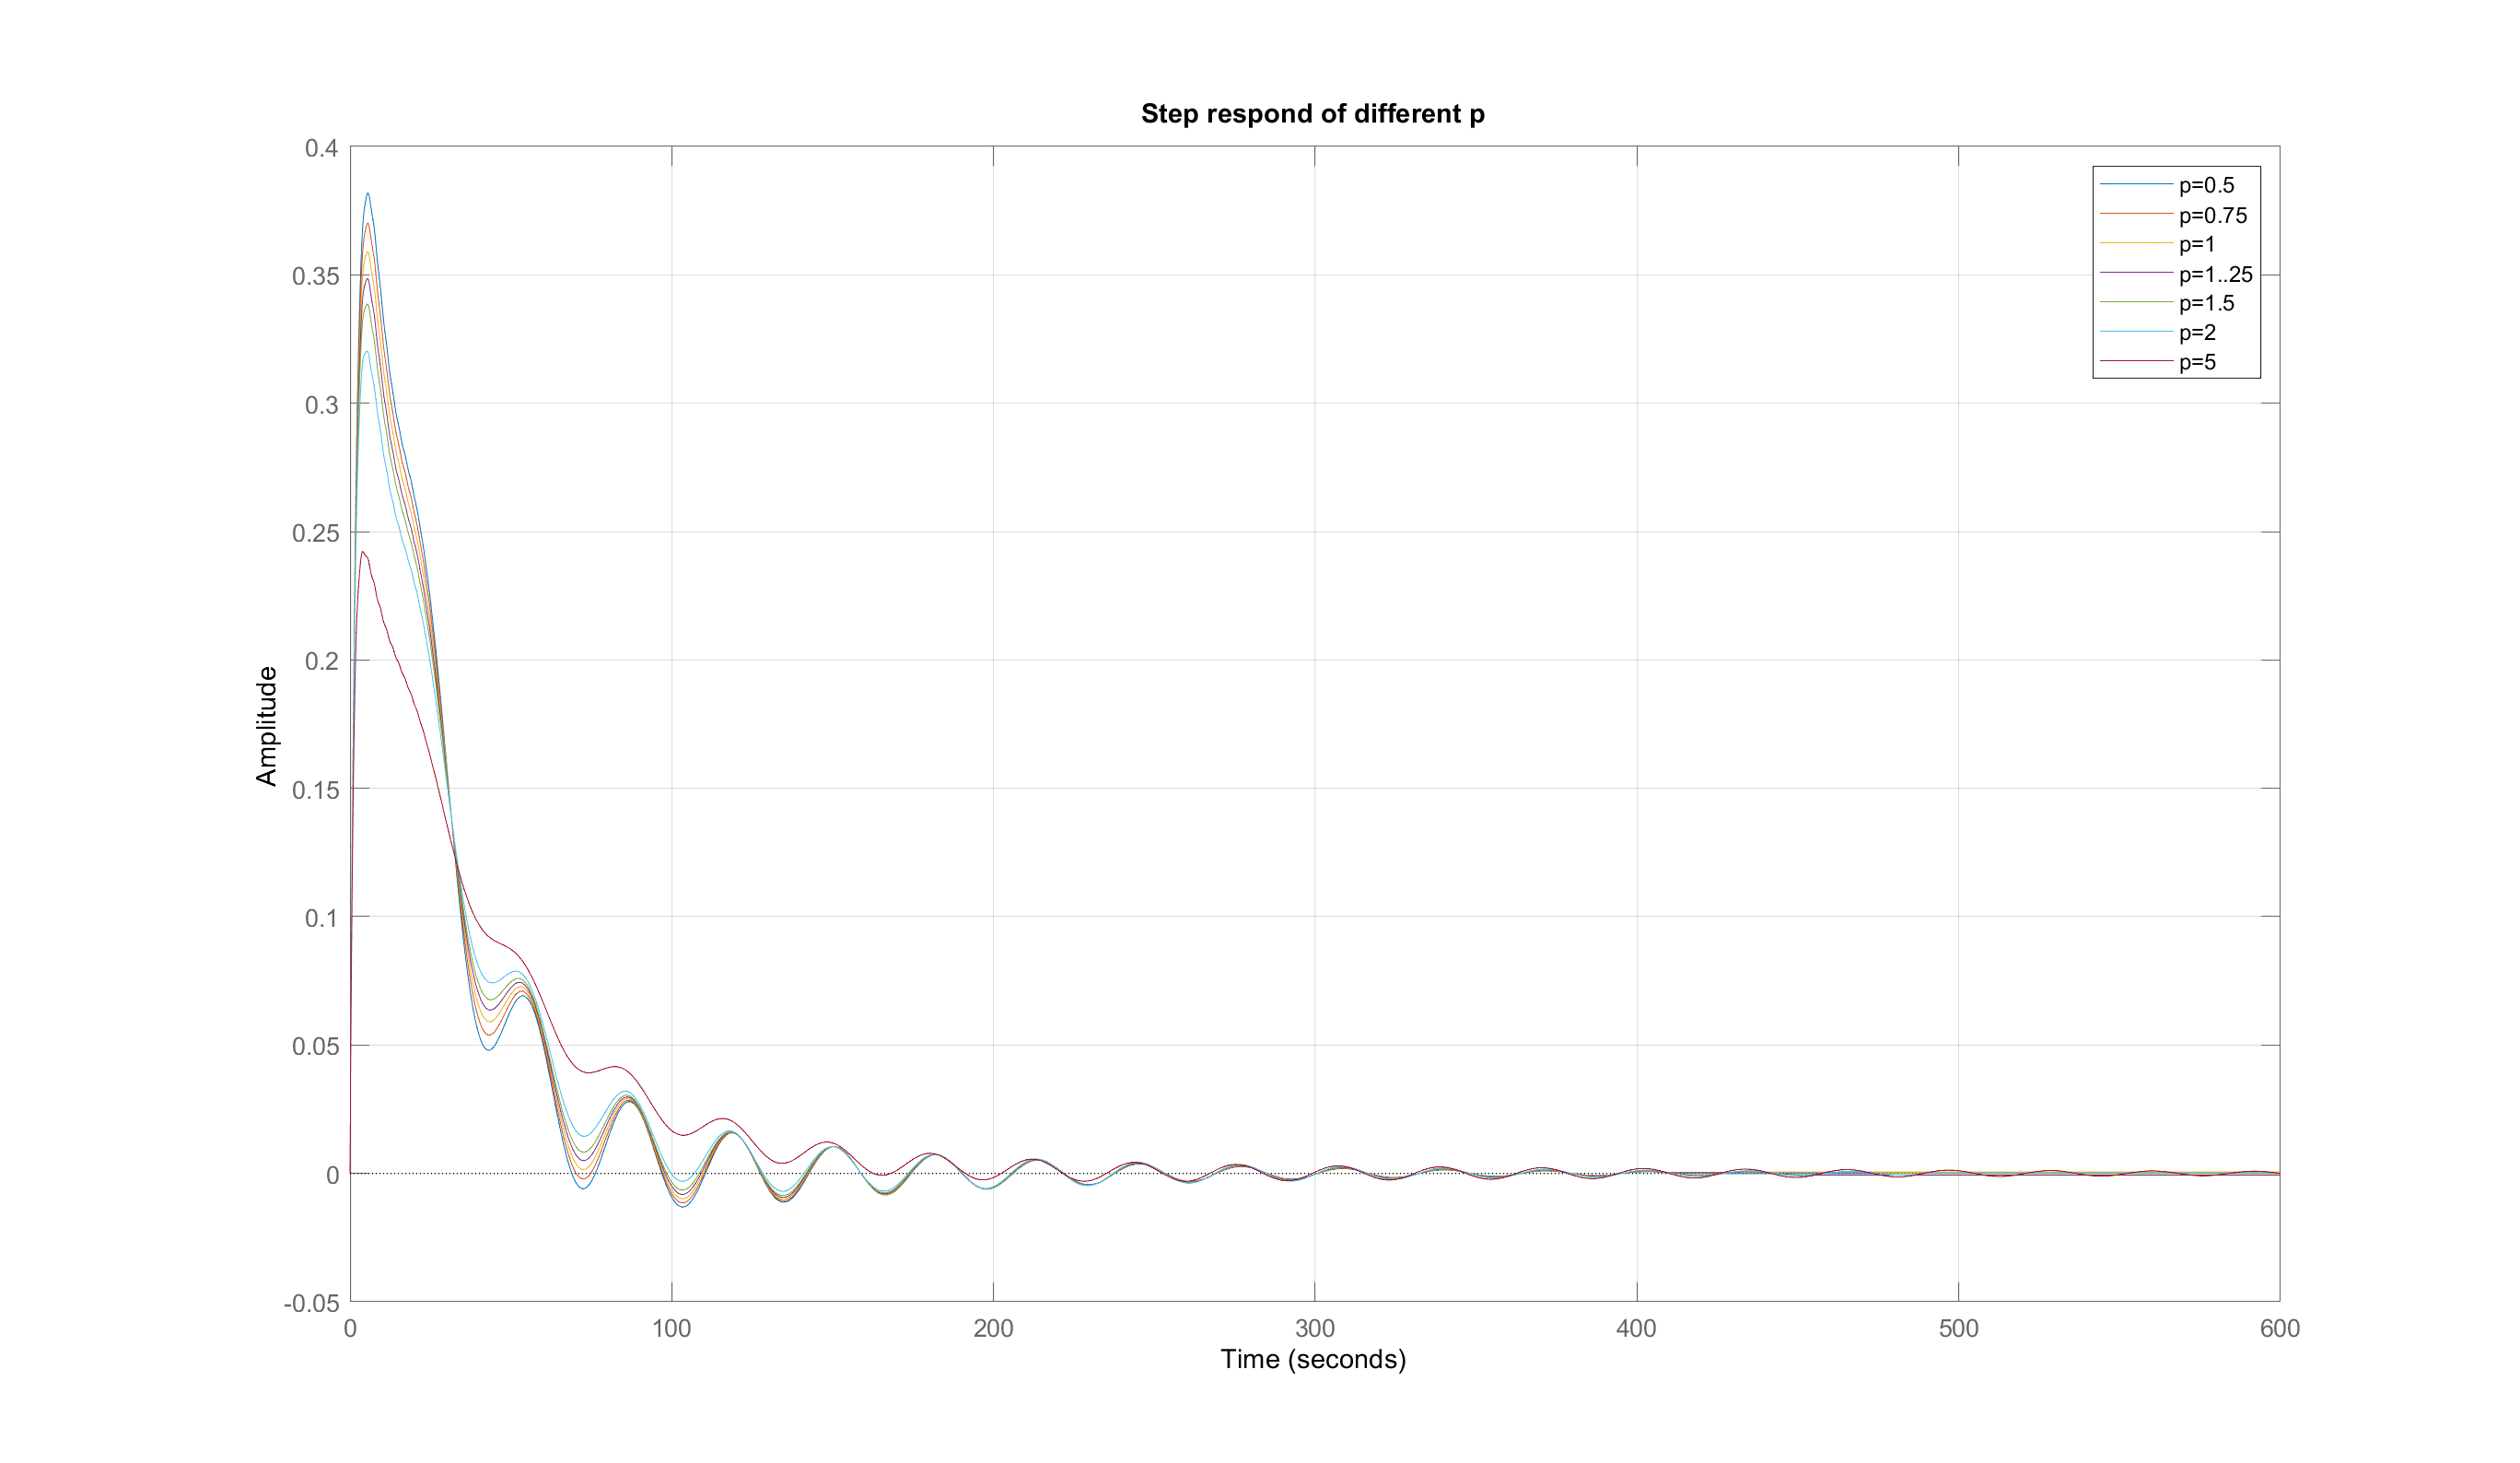 Step respond of different p
0.4
0.35
0.3
0.25
0.2
0.15
0.1
0.05
0
-0.05
Amplitude
p=0.5
p=0.75
p=1
p=1..25
p=1.5
p=2
p=5
0 100 200 300 400 500 600
Time (seconds)